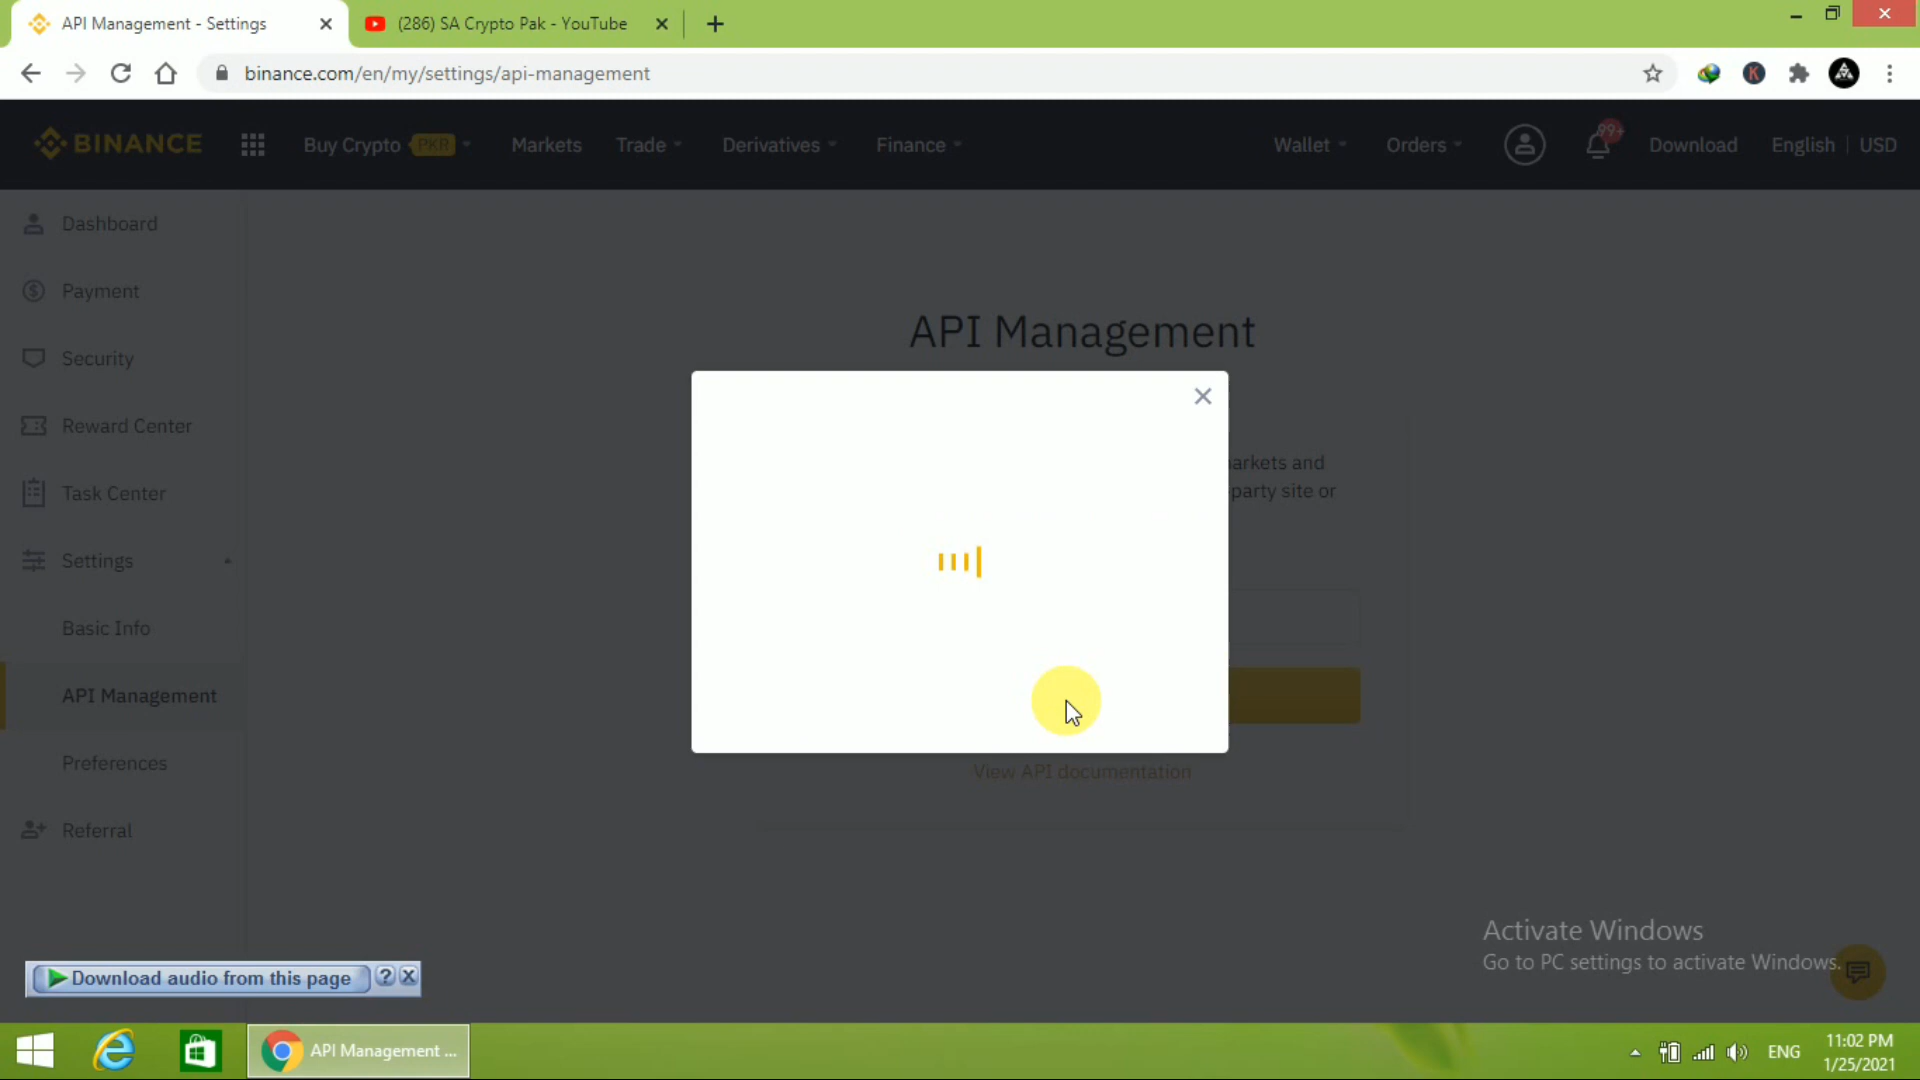 API Management - Settings
(286) SA Crypto Pak - YouTube
binance.com/en/my/settings/api-management
K
BINANCE
Buy Crypto PKR
Markets
Trade
Derivatives
Finance
Wallet
Orders
99+
Download
English
USD
Dashboard
Payment
Security
Reward Center
Task Center
Settings
Basic Info
API Management
Preferences
Referral
API Management
arkets and
party site or
View API documentation
Activate Windows
Go to PC settings to activate Windows.
Download audio from this page
?
API Management ...
ENG
11:02 PM
1/25/2021